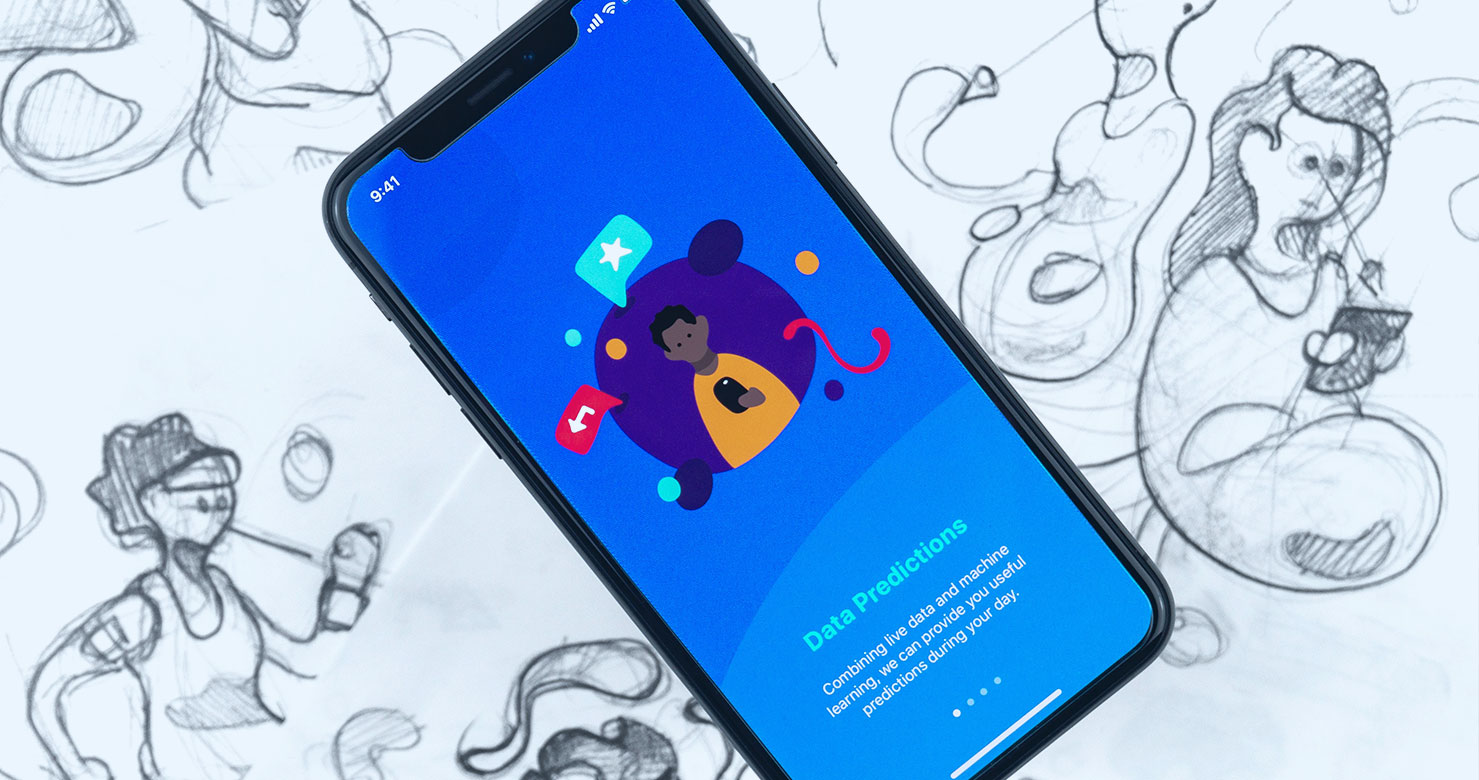 9:41
Data Predictions
Combining live data and machine
learning, we can provide you useful
predictions during your day.